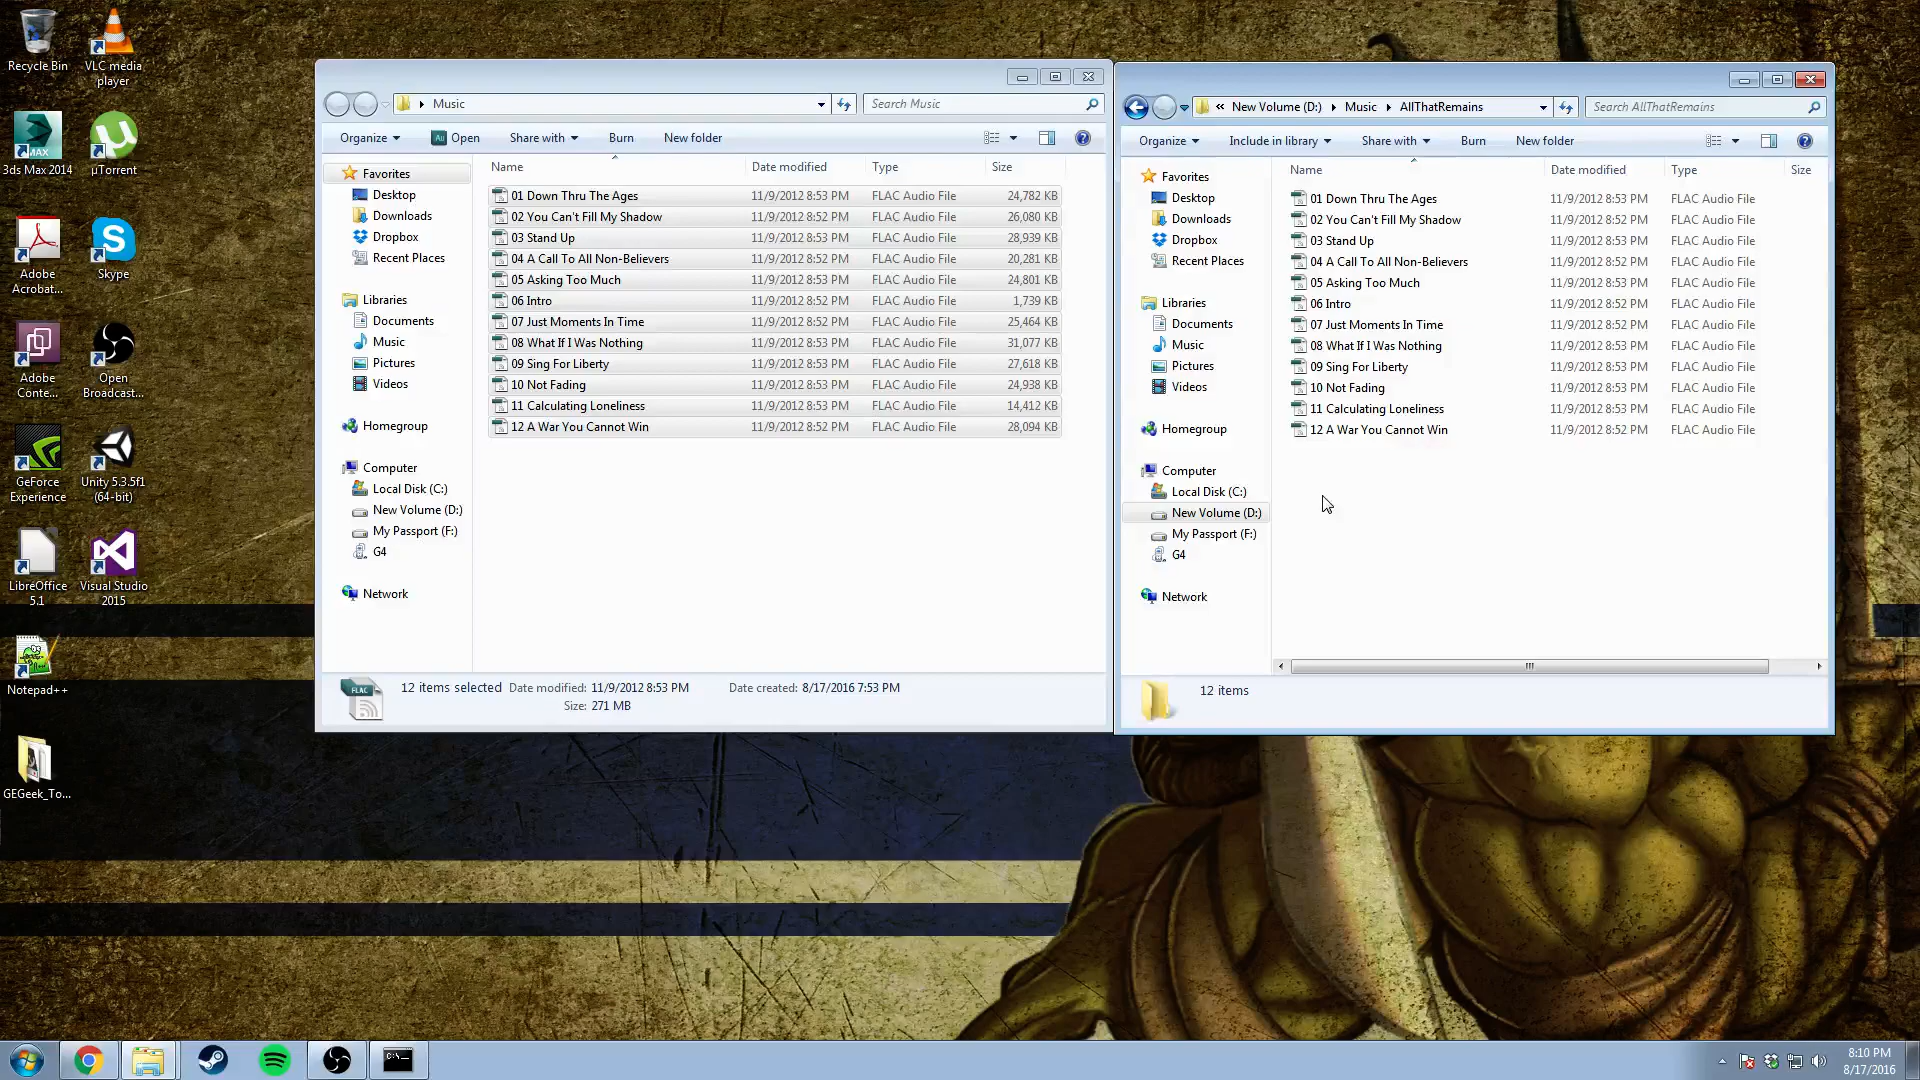 Recycle Bin
VLC media
player
3ds Max 2014
µTorrent
Adobe
Acrobat...
Skype
Adobe
Conte...
Open
Broadcast...
GeForce
Experience
Unity 5.3.5f1
(64-bit)
LibreOffice
5.1
Visual Studio
2015
Notepad++
GEGeek_To...
Music
Search Music
Organize
Au Open
Share with
Burn
New folder
Name Date modified Type Size
Favorites
Desktop
Downloads
Dropbox
Recent Places
Libraries
Documents
Music
Pictures
Videos
Homegroup
Computer
Local Disk (C:)
New Volume (D:)
My Passport (F:)
G4
Network
01 Down Thru The Ages 11/9/2012 8:53 PM FLAC Audio File 24,782 KB
02 You Can't Fill My Shadow 11/9/2012 8:53 PM FLAC Audio File 26,080 KB
03 Stand Up 11/9/2012 8:53 PM FLAC Audio File 28,939 KB
04 A Call To All Non-Believers 11/9/2012 8:53 PM FLAC Audio File 20,281 KB
05 Asking Too Much 11/9/2012 8:53 PM FLAC Audio File 24,801 KB
06 Intro 11/9/2012 8:52 PM FLAC Audio File 1,739 KB
07 Just Moments In Time 11/9/2012 8:52 PM FLAC Audio File 25,464 KB
08 What If I Was Nothing 11/9/2012 8:52 PM FLAC Audio File 31,077 KB
09 Sing For Liberty 11/9/2012 8:53 PM FLAC Audio File 27,618 KB
10 Not Fading 11/9/2012 8:53 PM FLAC Audio File 24,938 KB
11 Calculating Loneliness 11/9/2012 8:53 PM FLAC Audio File 14,412 KB
12 A War You Cannot Win 11/9/2012 8:52 PM FLAC Audio File 28,094 KB
FLAC
12 items selected Date modified: 11/9/2012 8:53 PM Date created: 8/17/2016 7:53 PM
Size: 271 MB
« New Volume (D:) Music AllThatRemains
Search AllThatRemains
Organize
Include in library
Share with
Burn
New folder
Name Date modified Type Size
Favorites
Desktop
Downloads
Dropbox
Recent Places
Libraries
Documents
Music
Pictures
Videos
Homegroup
Computer
Local Disk (C:)
New Volume (D:)
My Passport (F:)
G4
Network
01 Down Thru The Ages 11/9/2012 8:53 PM FLAC Audio File
02 You Can't Fill My Shadow 11/9/2012 8:53 PM FLAC Audio File
03 Stand Up 11/9/2012 8:53 PM FLAC Audio File
04 A Call To All Non-Believers 11/9/2012 8:53 PM FLAC Audio File
05 Asking Too Much 11/9/2012 8:53 PM FLAC Audio File
06 Intro 11/9/2012 8:52 PM FLAC Audio File
07 Just Moments In Time 11/9/2012 8:52 PM FLAC Audio File
08 What If I Was Nothing 11/9/2012 8:52 PM FLAC Audio File
09 Sing For Liberty 11/9/2012 8:53 PM FLAC Audio File
10 Not Fading 11/9/2012 8:53 PM FLAC Audio File
11 Calculating Loneliness 11/9/2012 8:53 PM FLAC Audio File
12 A War You Cannot Win 11/9/2012 8:52 PM FLAC Audio File
12 items
8:10 PM
8/17/2016